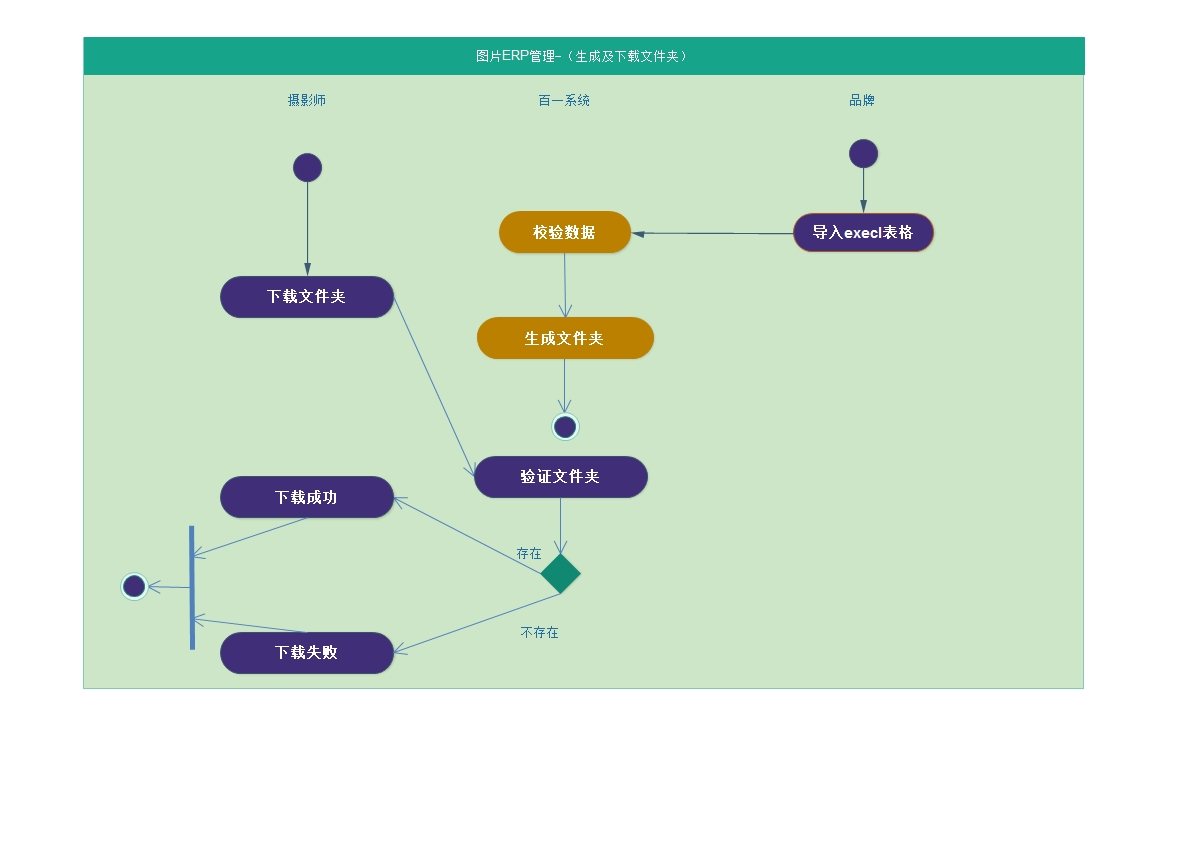 图片ERP管理-（生成及下载文件夹）
摄影师
百一系统
品牌
校验数据
导入execl表格
下载文件夹
生成文件夹
验证文件夹
下载成功
存在
不存在
下载失败